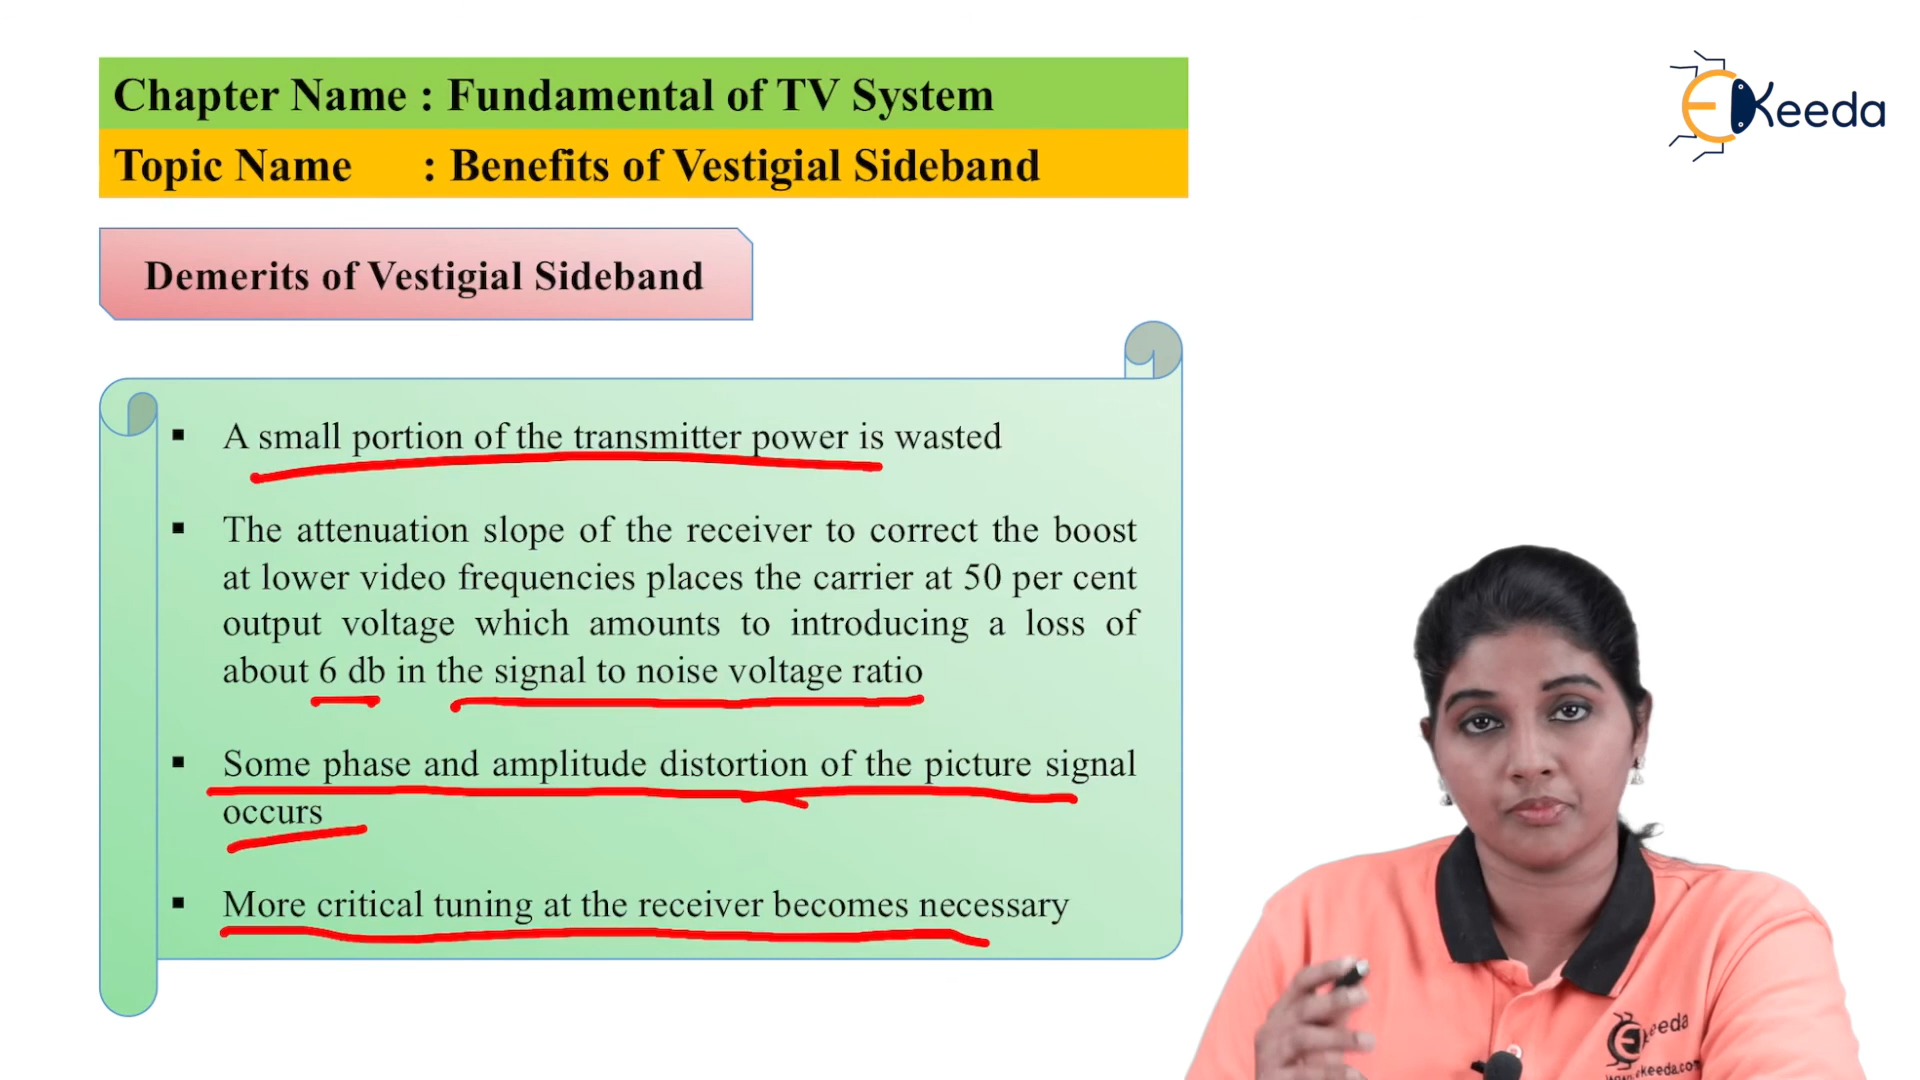 Chapter Name : Fundamental of TV System
Topic Name : Benefits of Vestigial Sideband
EKeeda
Demerits of Vestigial Sideband
▪ A small portion of the transmitter power is wasted
▪ The attenuation slope of the receiver to correct the boost
at lower video frequencies places the carrier at 50 per cent
output voltage which amounts to introducing a loss of
about 6 db in the signal to noise voltage ratio
▪ Some phase and amplitude distortion of the picture signal
occurs
▪ More critical tuning at the receiver becomes necessary
Ekeeda